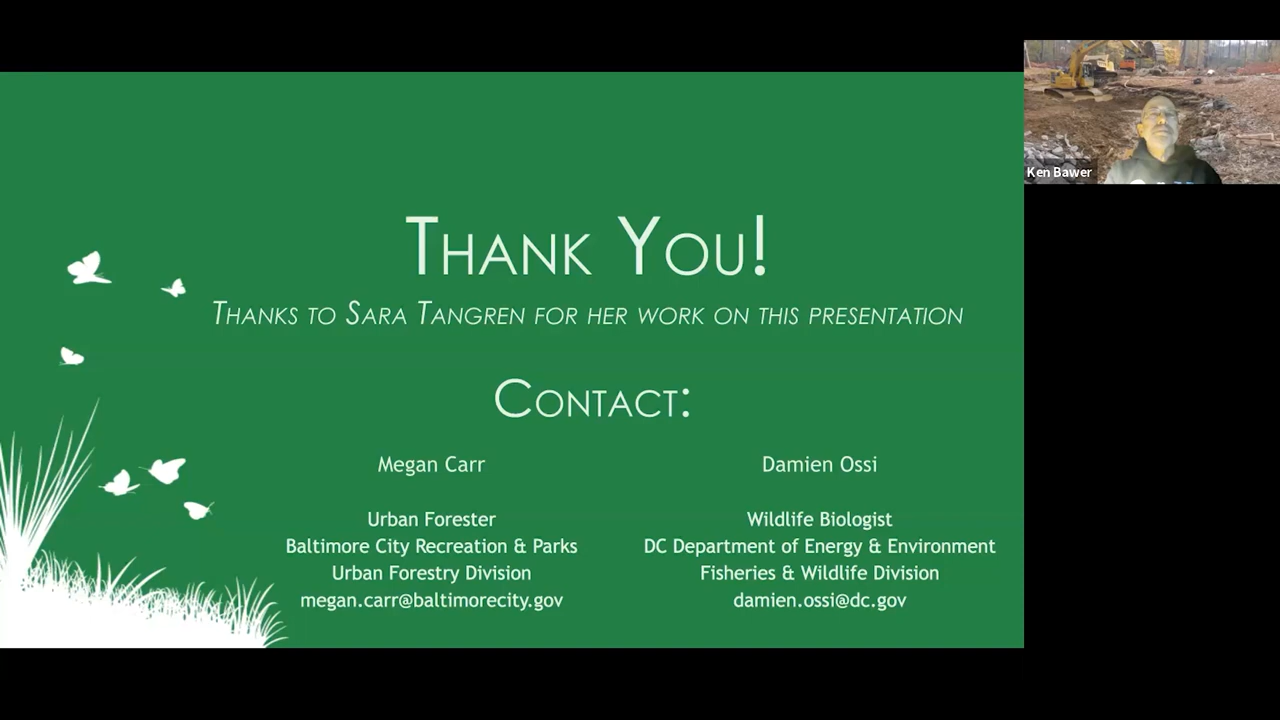 Thank You!
Thanks to Sara Tangren for her work on this presentation
Contact:
Megan Carr
Urban Forester
Baltimore City Recreation & Parks
Urban Forestry Division
megan.carr@baltimorecity.gov
Damien Ossi
Wildlife Biologist
DC Department of Energy & Environment
Fisheries & Wildlife Division
damien.ossi@dc.gov
Ken Bawer